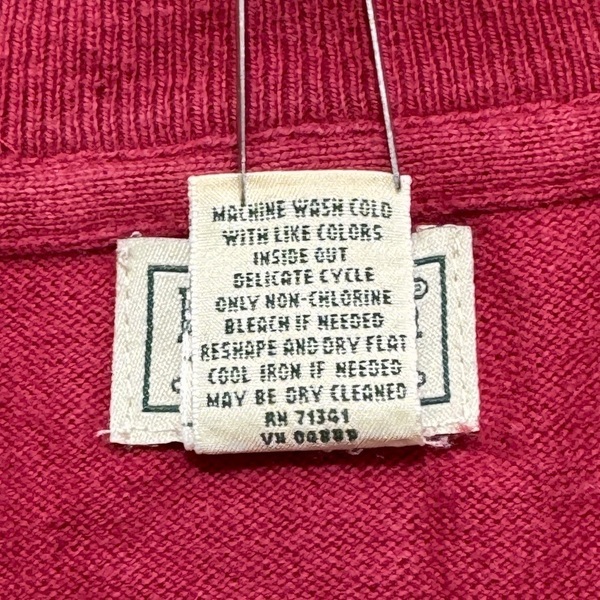 MACHINE WASH COLD
WITH LIKE COLORS
INSIDE OUT
DELICATE CYCLE
ONLY NON-CHLORINE
BLEACH IF NEEDED
RESHAPE AND DRY FLAT
COOL IRON IF NEEDED
MAY BE DRY CLEANED
RN 71341
VN